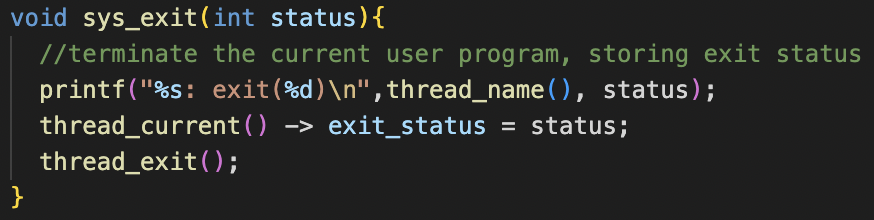 void sys_exit(int status){
//terminate the current user program, storing exit status
printf("%s: exit(%d)\n",thread_name(), status);
thread_current() -> exit_status = status;
thread_exit();
}